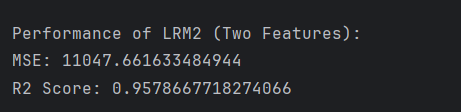 Performance of LRM2 (Two Features):
MSE: 11047.661633484944
R2 Score: 0.9578667718274066